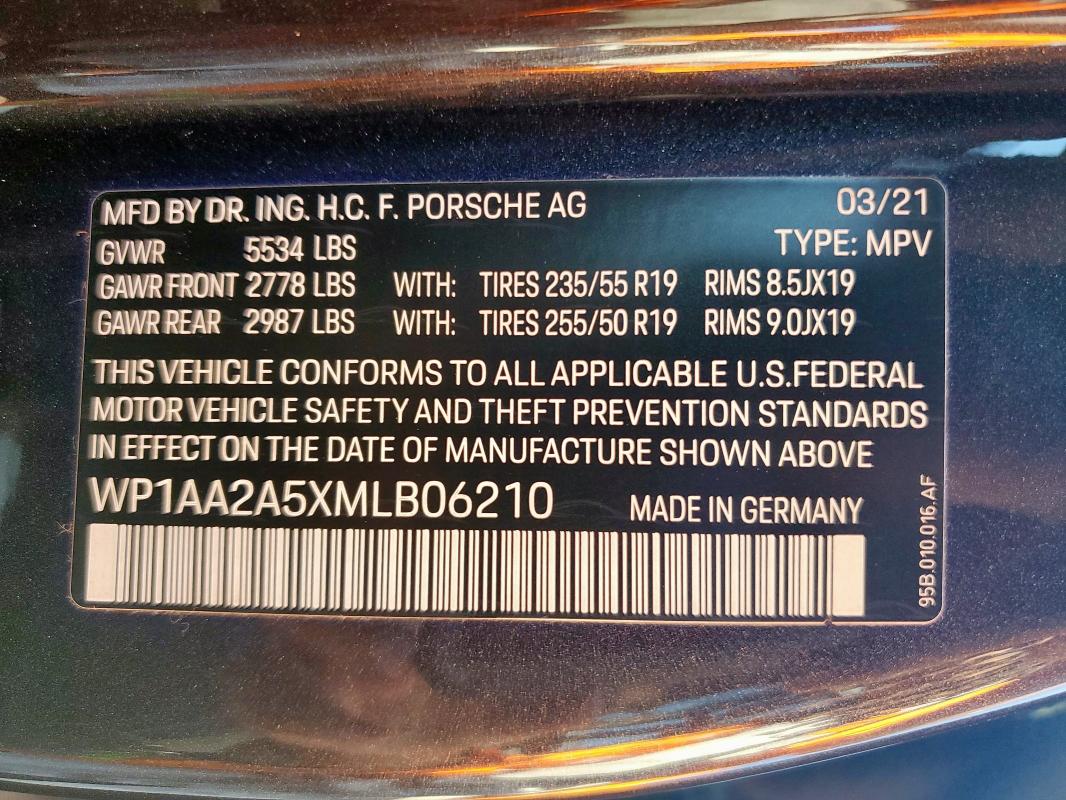 MFD BY DR. ING. H.C. F. PORSCHE AG 03/21
GVWR 5534 LBS TYPE: MPV
GAWR FRONT 2778 LBS WITH: TIRES 235/55 R19 RIMS 8.5JX19
GAWR REAR 2987 LBS WITH: TIRES 255/50 R19 RIMS 9.0JX19
THIS VEHICLE CONFORMS TO ALL APPLICABLE U.S.FEDERAL
MOTOR VEHICLE SAFETY AND THEFT PREVENTION STANDARDS
IN EFFECT ON THE DATE OF MANUFACTURE SHOWN ABOVE
WP1AA2A5XMLB06210 MADE IN GERMANY
95B.010.016.AF